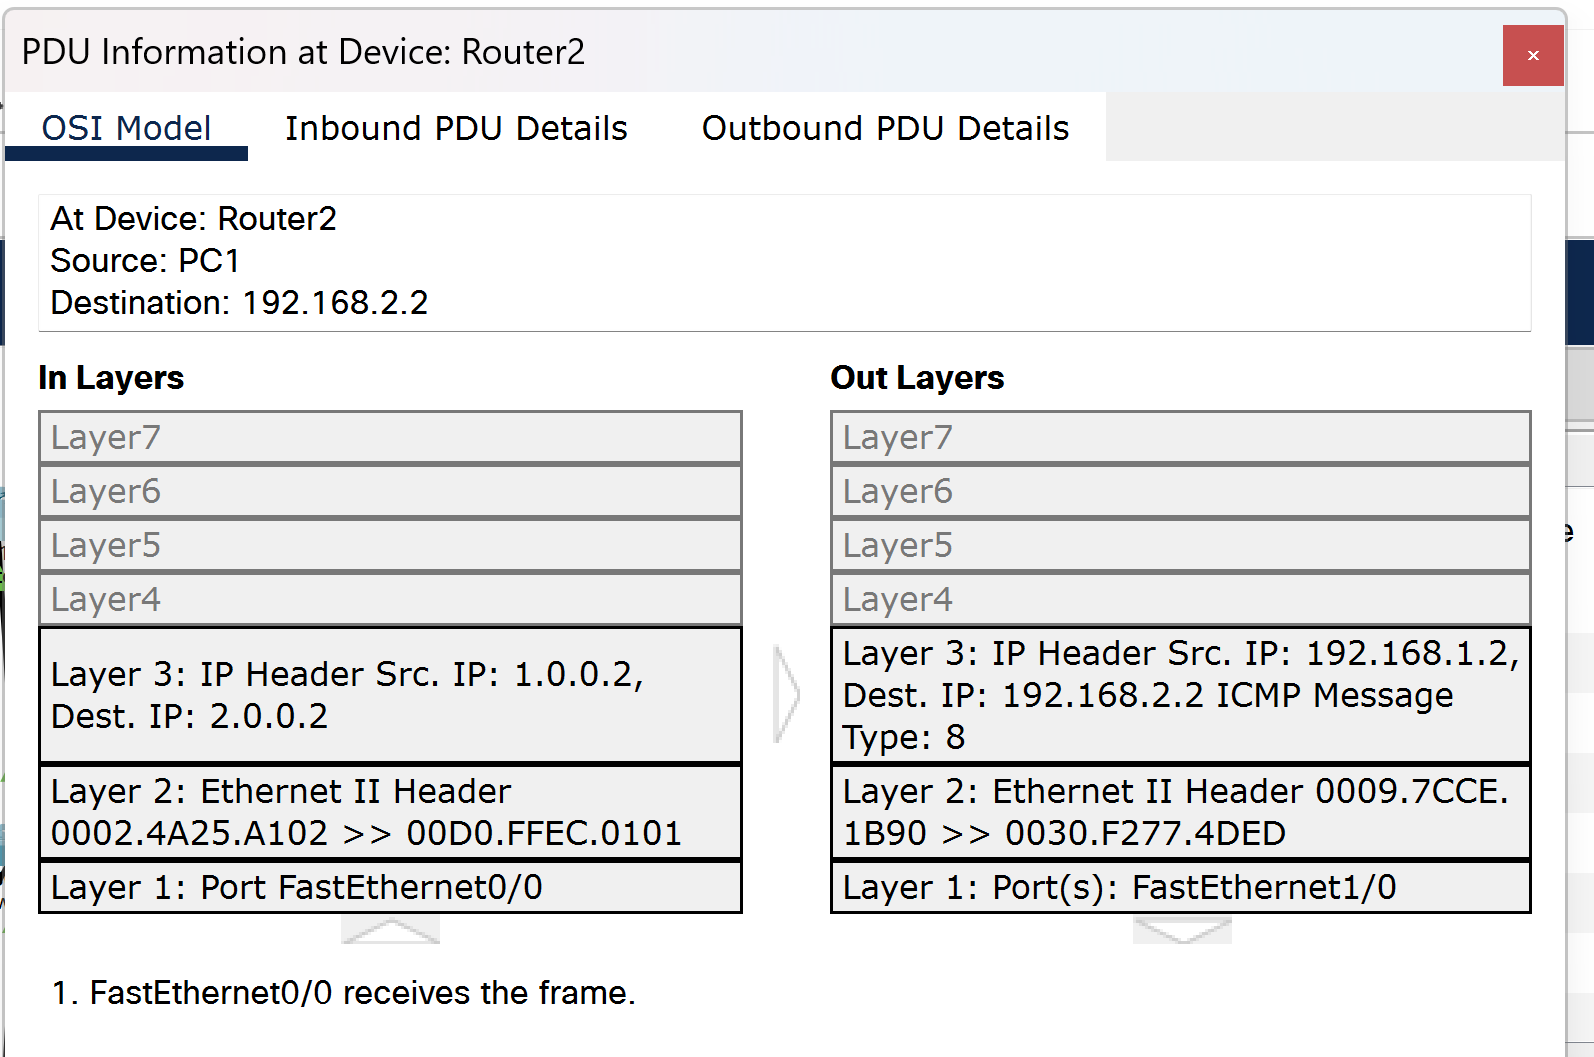 PDU Information at Device: Router2
×
OSI Model
Inbound PDU Details
Outbound PDU Details
At Device: Router2
Source: PC1
Destination: 192.168.2.2
In Layers
Layer7
Layer6
Layer5
Layer4
Layer 3: IP Header Src. IP: 1.0.0.2,
Dest. IP: 2.0.0.2
Layer 2: Ethernet II Header
0002.4A25.A102 >> 00D0.FFEC.0101
Layer 1: Port FastEthernet0/0
Out Layers
Layer7
Layer6
Layer5
Layer4
Layer 3: IP Header Src. IP: 192.168.1.2,
Dest. IP: 192.168.2.2 ICMP Message
Type: 8
Layer 2: Ethernet II Header 0009.7CCE.
1B90 >> 0030.F277.4DED
Layer 1: Port(s): FastEthernet1/0
1. FastEthernet0/0 receives the frame.